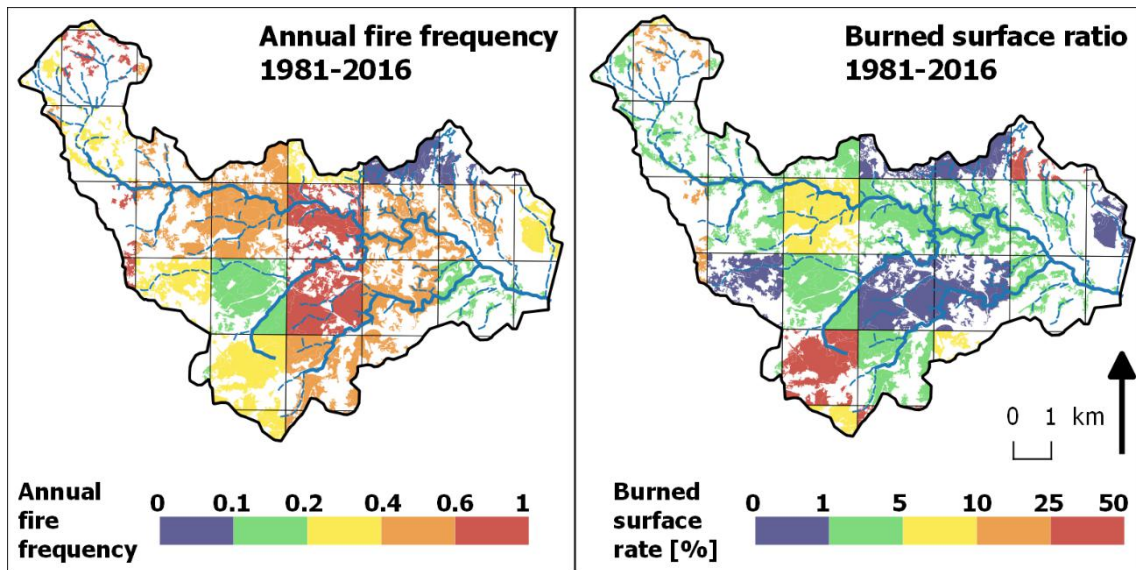 Annual fire frequency
1981-2016
Annual
fire
frequency
0 0.1 0.2 0.4 0.6 1
Burned surface ratio
1981-2016
0 1 km
Burned
surface
rate [%]
0 1 5 10 25 50